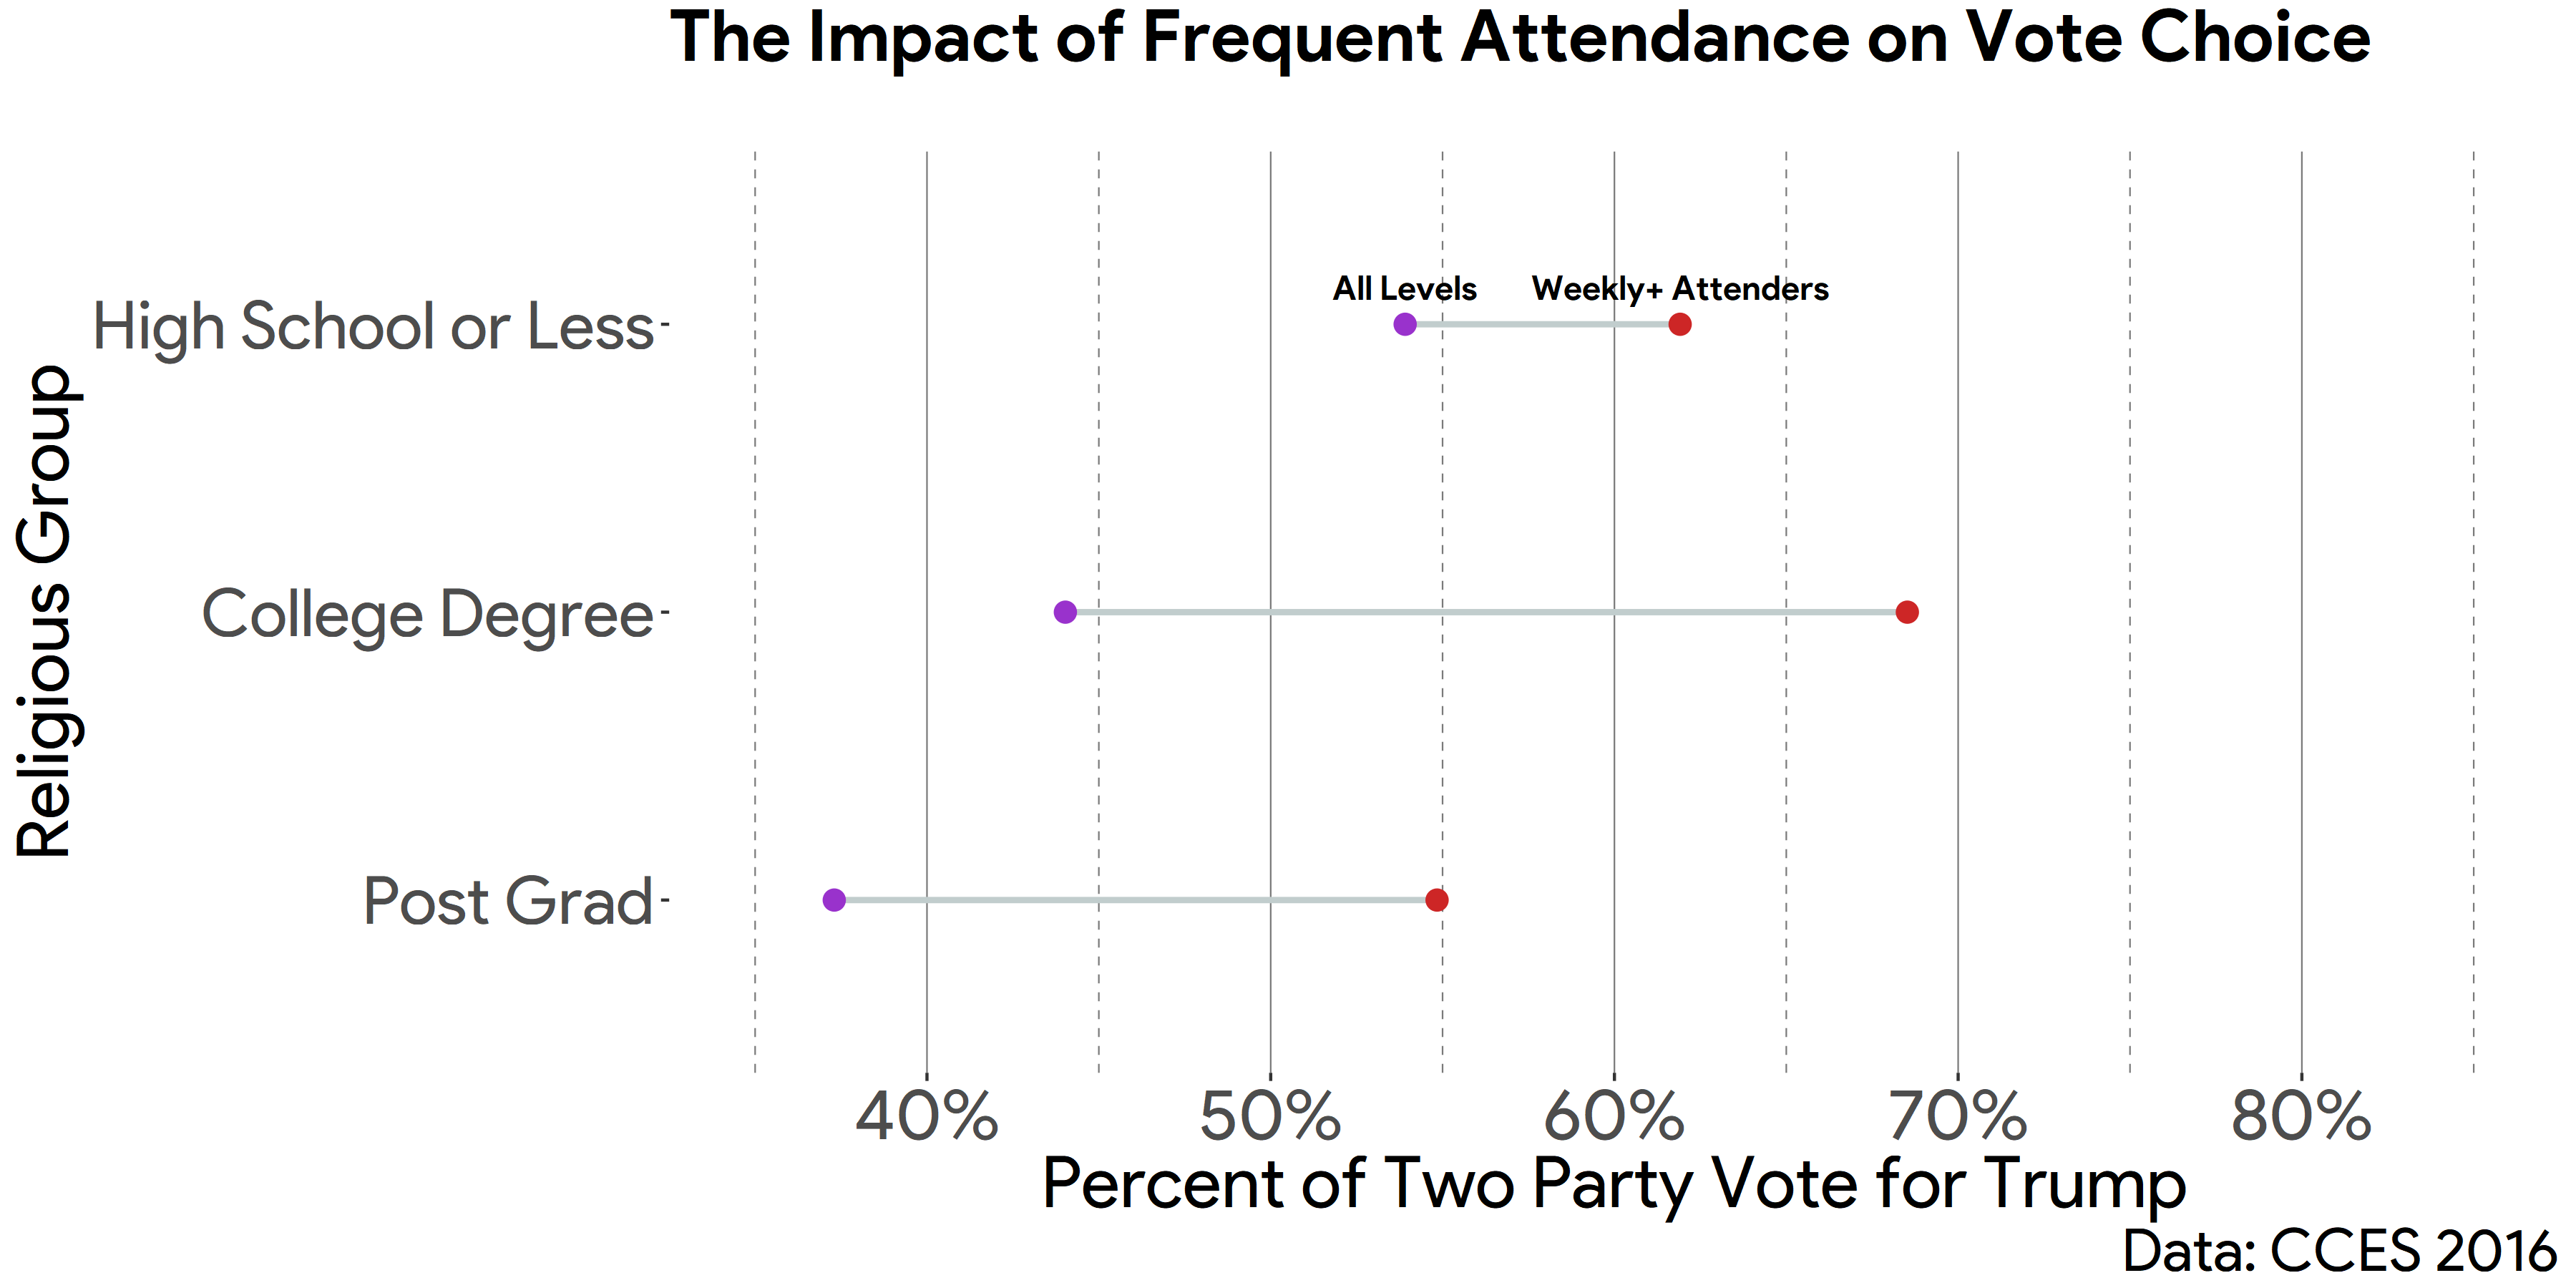 The Impact of Frequent Attendance on Vote Choice
All Levels Weekly+ Attenders
High School or Less
College Degree
Post Grad
Religious Group
40% 50% 60% 70% 80%
Percent of Two Party Vote for Trump
Data: CCES 2016